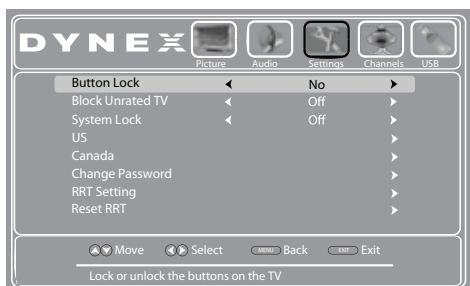 DYNEX
Picture Audio Settings Channels USB
Button Lock No
Block Unrated TV Off
System Lock Off
US
Canada
Change Password
RRT Setting
Reset RRT
Move Select MENU Back EXIT Exit
Lock or unlock the buttons on the TV